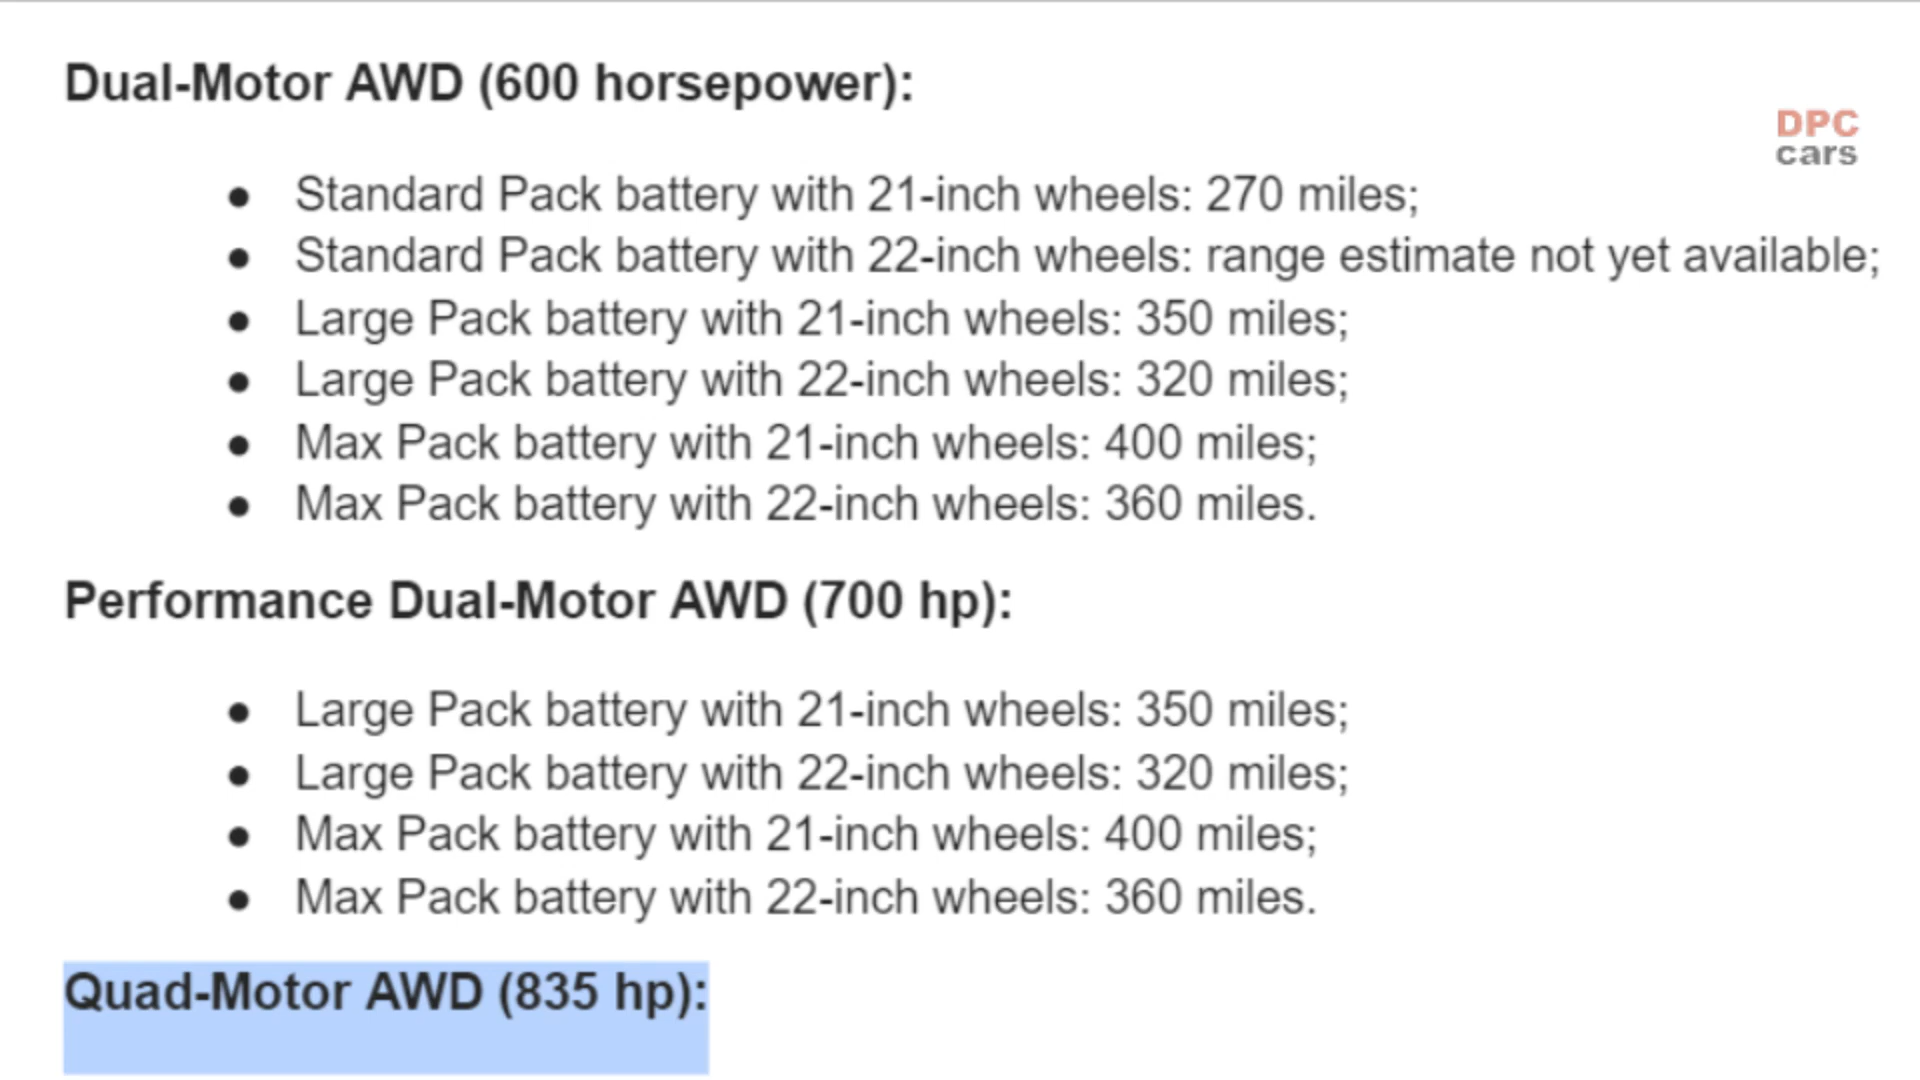 Dual-Motor AWD (600 horsepower):
DPC
cars
● Standard Pack battery with 21-inch wheels: 270 miles;
● Standard Pack battery with 22-inch wheels: range estimate not yet available;
● Large Pack battery with 21-inch wheels: 350 miles;
● Large Pack battery with 22-inch wheels: 320 miles;
● Max Pack battery with 21-inch wheels: 400 miles;
● Max Pack battery with 22-inch wheels: 360 miles.
Performance Dual-Motor AWD (700 hp):
● Large Pack battery with 21-inch wheels: 350 miles;
● Large Pack battery with 22-inch wheels: 320 miles;
● Max Pack battery with 21-inch wheels: 400 miles;
● Max Pack battery with 22-inch wheels: 360 miles.
Quad-Motor AWD (835 hp):